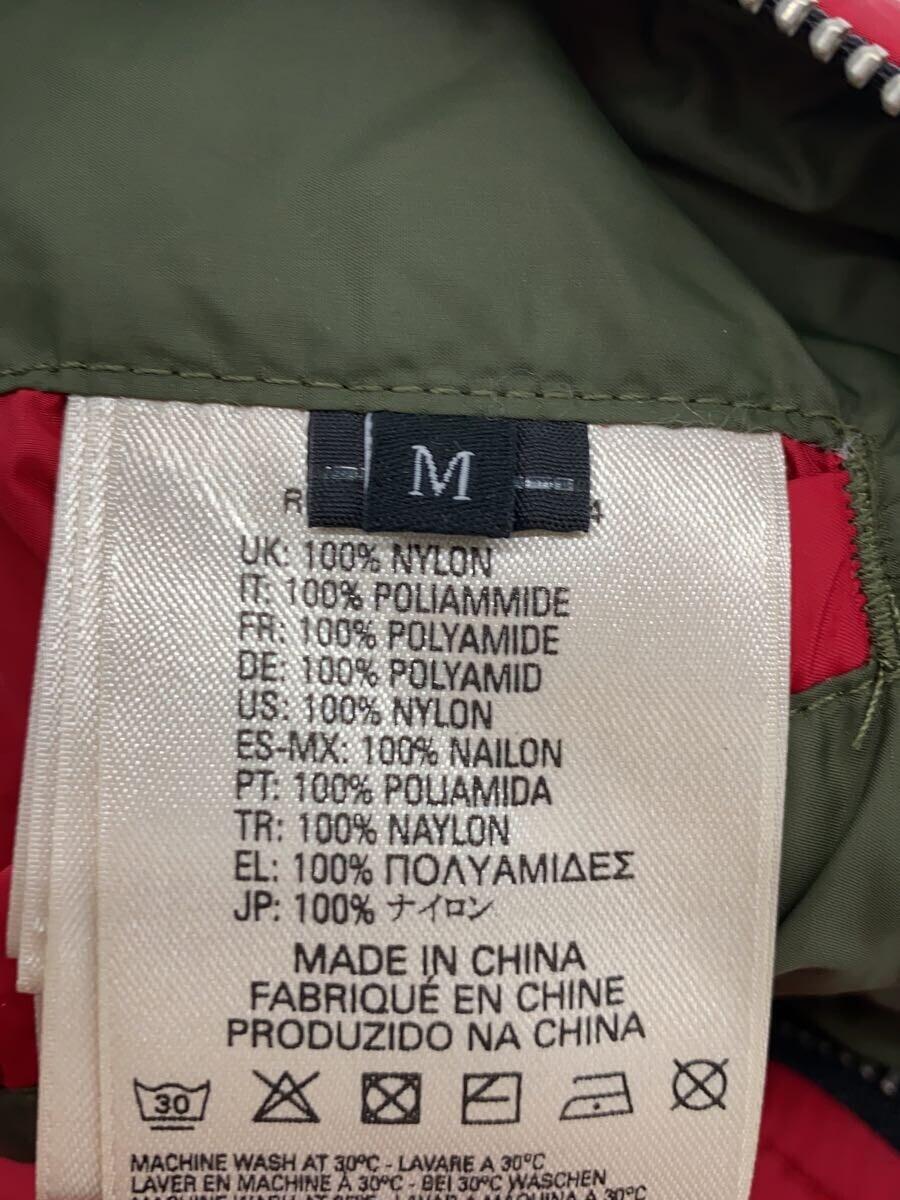 M
R 4
UK: 100% NYLON
IT: 100% POLIAMMIDE
FR: 100% POLYAMIDE
DE: 100% POLYAMID
US: 100% NYLON
ES-MX: 100% NAILON
PT: 100% POLIAMIDA
TR: 100% NAYLON
EL: 100% ΠΟΛΥΑΜΙΔΕΣ
JP: 100% ナイロン
MADE IN CHINA
FABRIQUÉ EN CHINE
PRODUZIDO NA CHINA
30
MACHINE WASH AT 30°C - LAVARE A 30°C
LAVER EN MACHINE À 30°C - BEI 30°C WASCHEN